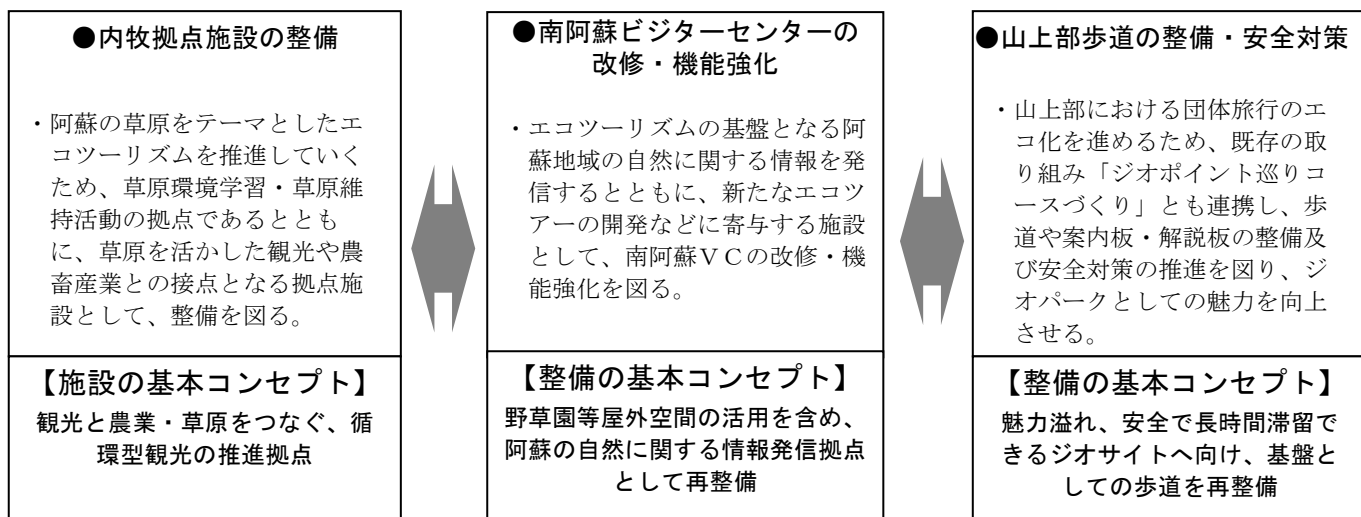 ●内牧拠点施設の整備
・阿蘇の草原をテーマとしたエ
コツーリズムを推進していく
ため、草原環境学習・草原維
持活動の拠点であるととも
に、草原を活かした観光や農
畜産業との接点となる拠点施
設として、整備を図る。
【施設の基本コンセプト】
観光と農業・草原をつなぐ、循
環型観光の推進拠点
●南阿蘇ビジターセンターの
改修・機能強化
・エコツーリズムの基盤となる阿
蘇地域の自然に関する情報を発
信するとともに、新たなエコツ
アーの開発などに寄与する施設
として、南阿蘇ＶＣの改修・機
能強化を図る。
【整備の基本コンセプト】
野草園等屋外空間の活用を含め、
阿蘇の自然に関する情報発信拠点
として再整備
●山上部歩道の整備・安全対策
・山上部における団体旅行のエ
コ化を進めるため、既存の取
り組み「ジオポイント巡りコ
ースづくり」とも連携し、歩
道や案内板・解説板の整備及
び安全対策の推進を図り、ジ
オパークとしての魅力を向上
させる。
【整備の基本コンセプト】
魅力溢れ、安全で長時間滞留で
きるジオサイトへ向け、基盤と
しての歩道を再整備